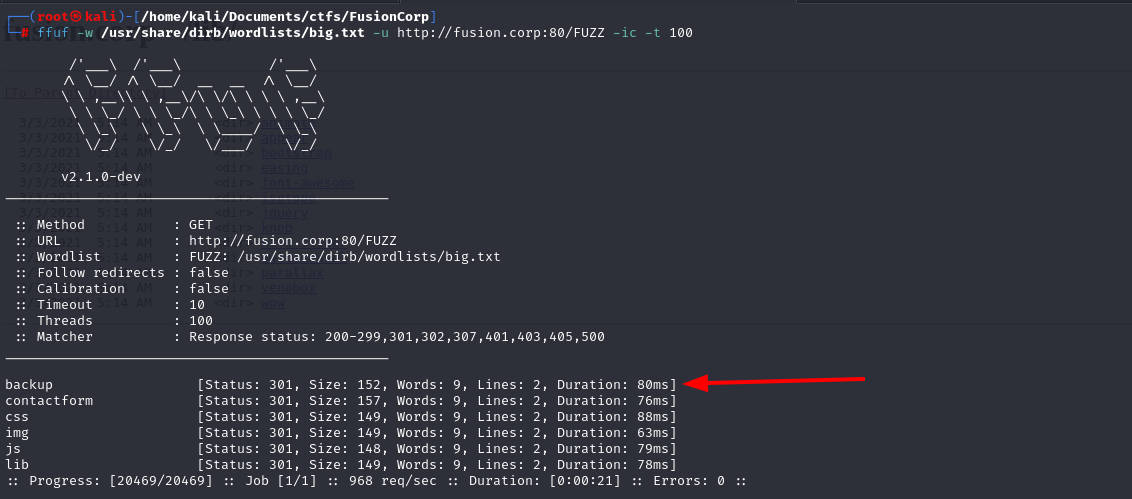 ┌──(root㉿kali)-[/home/kali/Documents/ctfs/FusionCorp]
└─# ffuf -w /usr/share/dirb/wordlists/big.txt -u http://fusion.corp:80/FUZZ -ic -t 100
v2.1.0-dev
:: Method : GET
:: URL : http://fusion.corp:80/FUZZ
:: Wordlist : FUZZ: /usr/share/dirb/wordlists/big.txt
:: Follow redirects : false
:: Calibration : false
:: Timeout : 10
:: Threads : 100
:: Matcher : Response status: 200-299,301,302,307,401,403,405,500
backup [Status: 301, Size: 152, Words: 9, Lines: 2, Duration: 80ms]
contactform [Status: 301, Size: 157, Words: 9, Lines: 2, Duration: 76ms]
css [Status: 301, Size: 149, Words: 9, Lines: 2, Duration: 88ms]
img [Status: 301, Size: 149, Words: 9, Lines: 2, Duration: 63ms]
js [Status: 301, Size: 148, Words: 9, Lines: 2, Duration: 79ms]
lib [Status: 301, Size: 149, Words: 9, Lines: 2, Duration: 78ms]
:: Progress: [20469/20469] :: Job [1/1] :: 968 req/sec :: Duration: [0:00:21] :: Errors: 0 ::